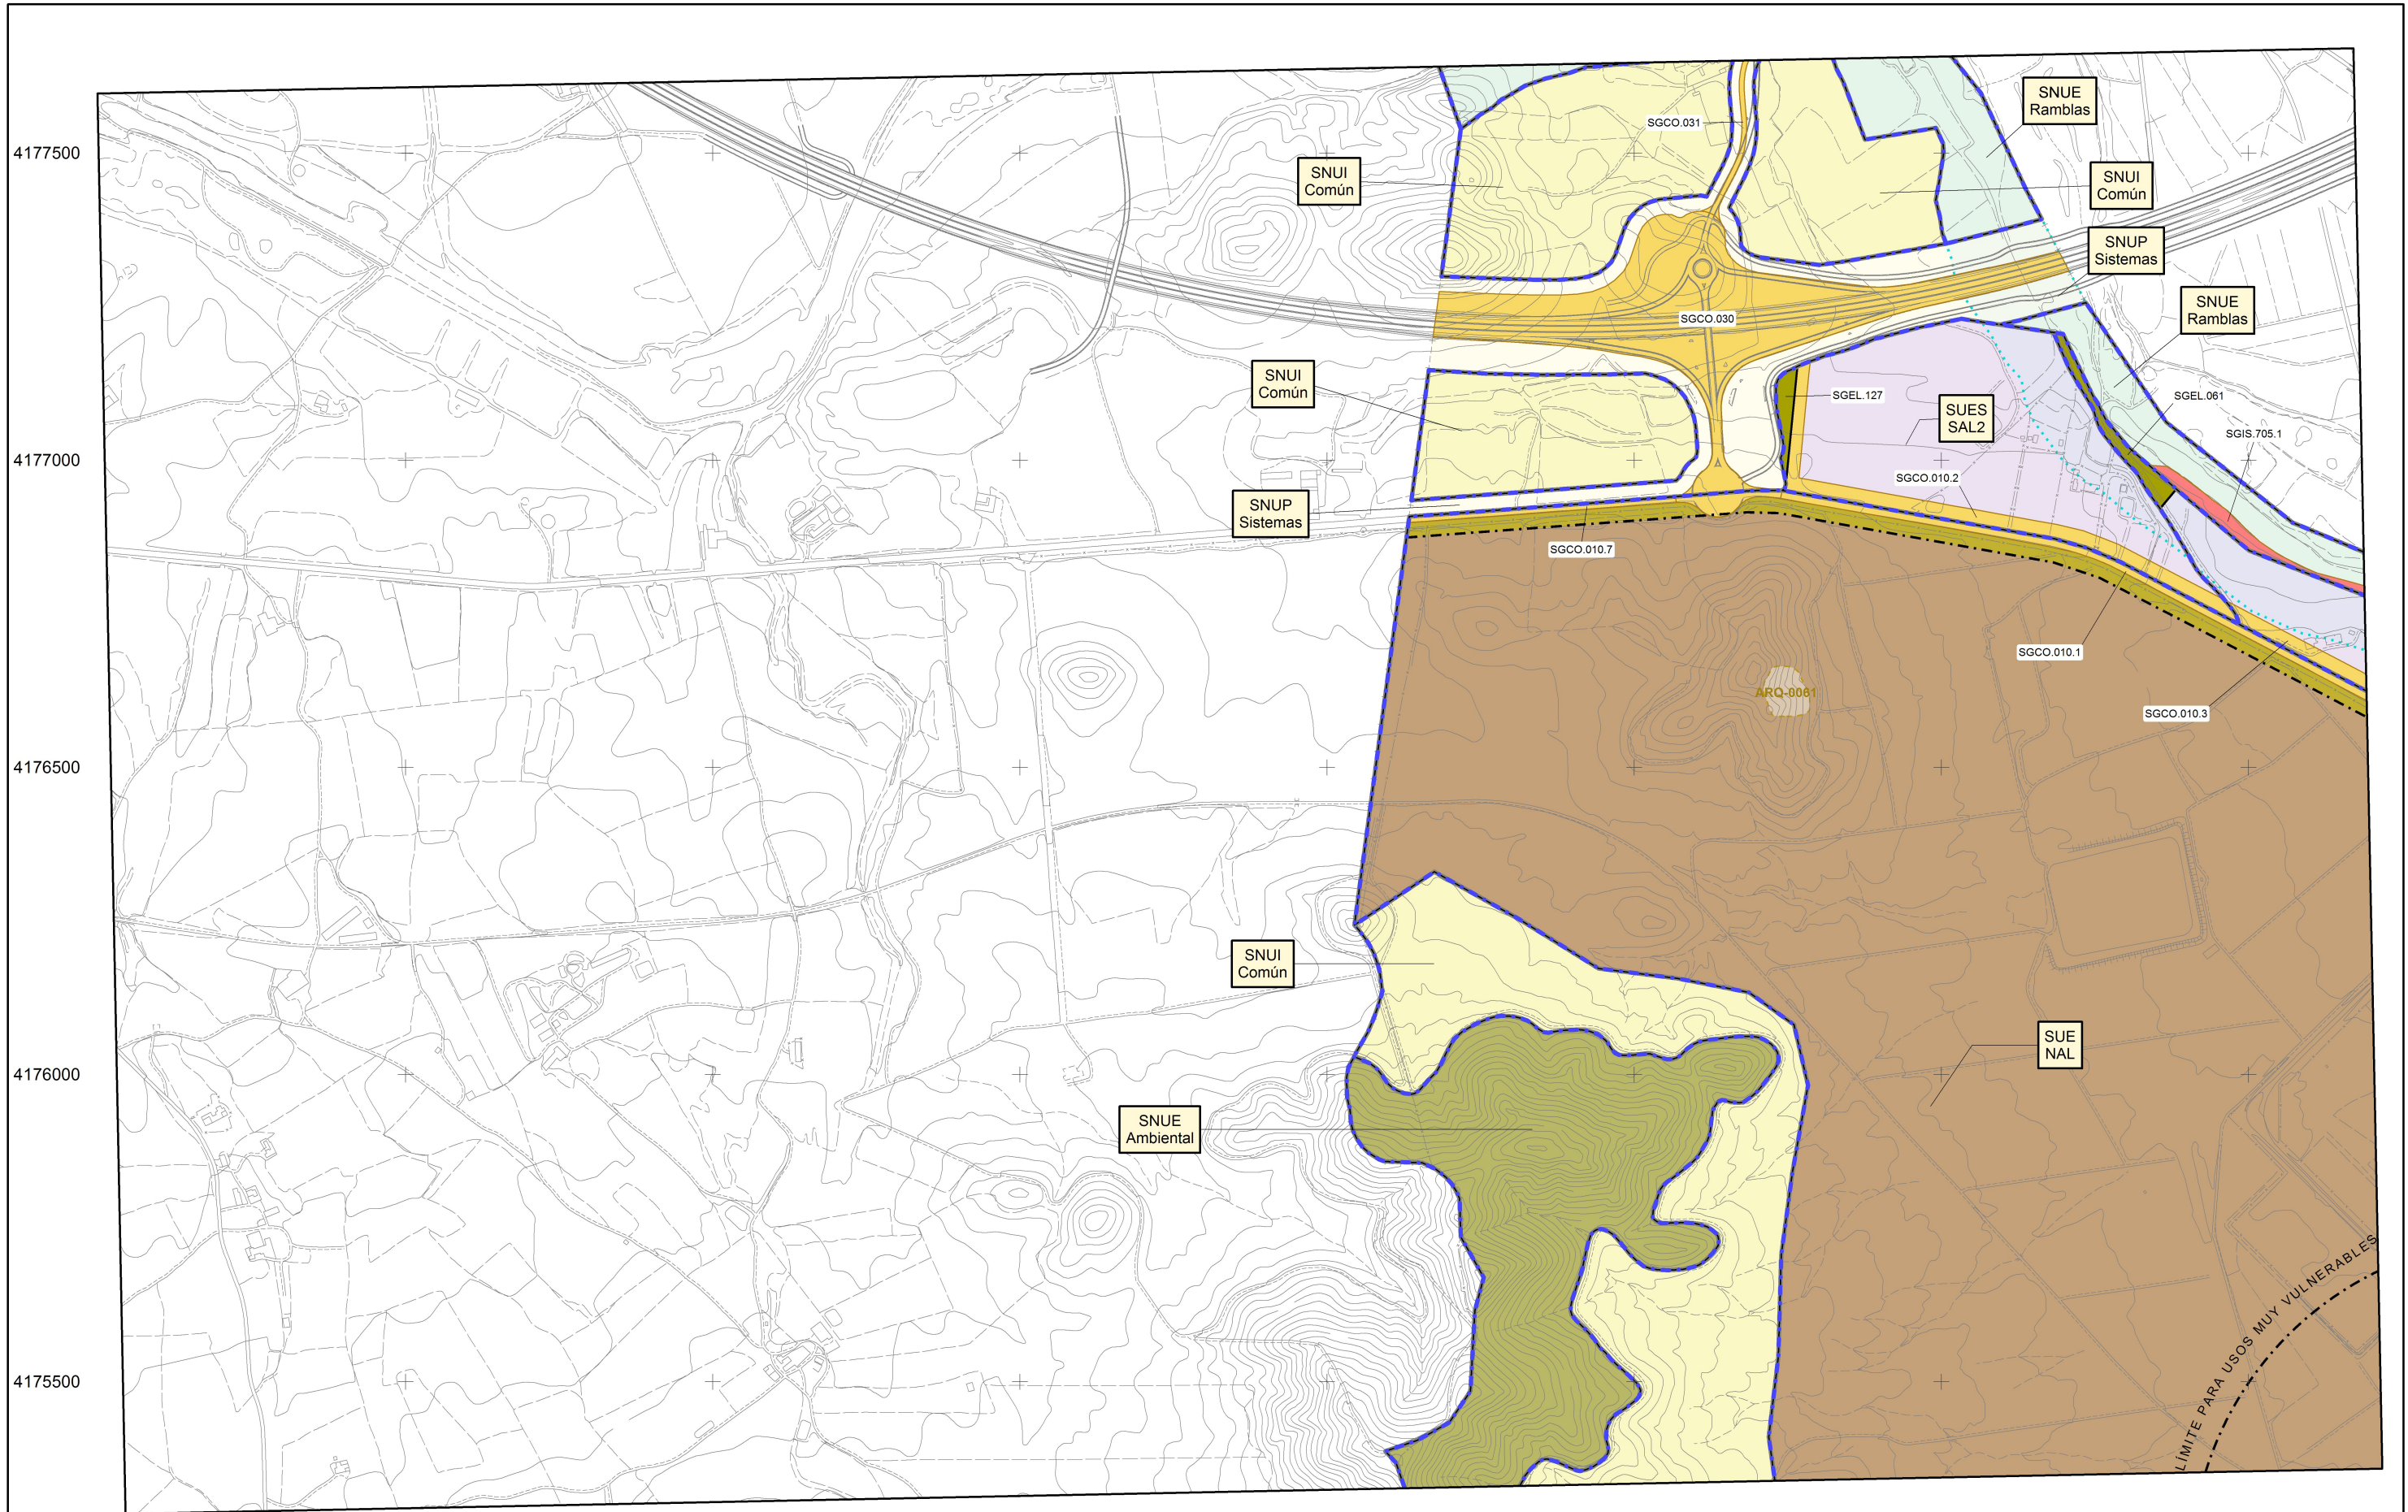 SNUE
Ramblas
SGCO.031
4177500
SNUI
Común
SNUI
Común
SNUP
Sistemas
SNUE
Ramblas
SGCO.030
SNUI
Común
SGEL.127
SGEL.061
SUES
SAL2
SGIS.705.1
4177000
SGCO.010.2
SNUP
Sistemas
SGCO.010.7
SGCO.010.1
ARQ-0061
SGCO.010.3
4176500
SNUI
Común
SUE
NAL
4176000
SNUE
Ambiental
LÍMITE PARA USOS MUY VULNERABLES
4175500